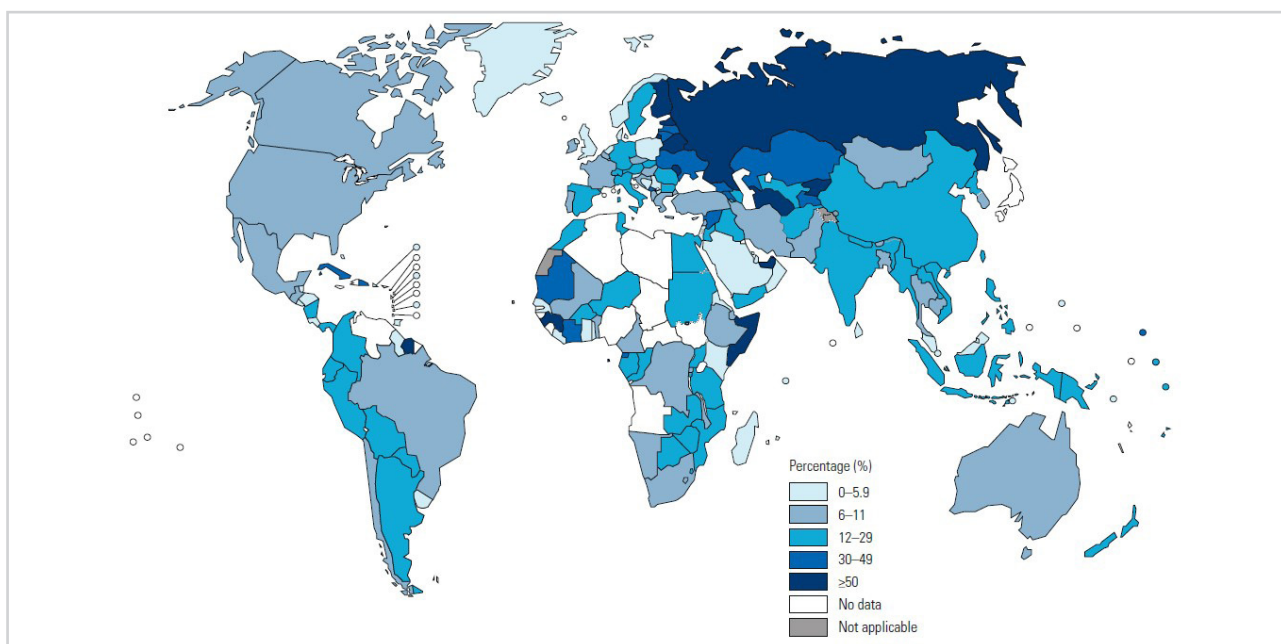 Percentage (%)
0–5.9
6–11
12–29
30–49
≥50
No data
Not applicable